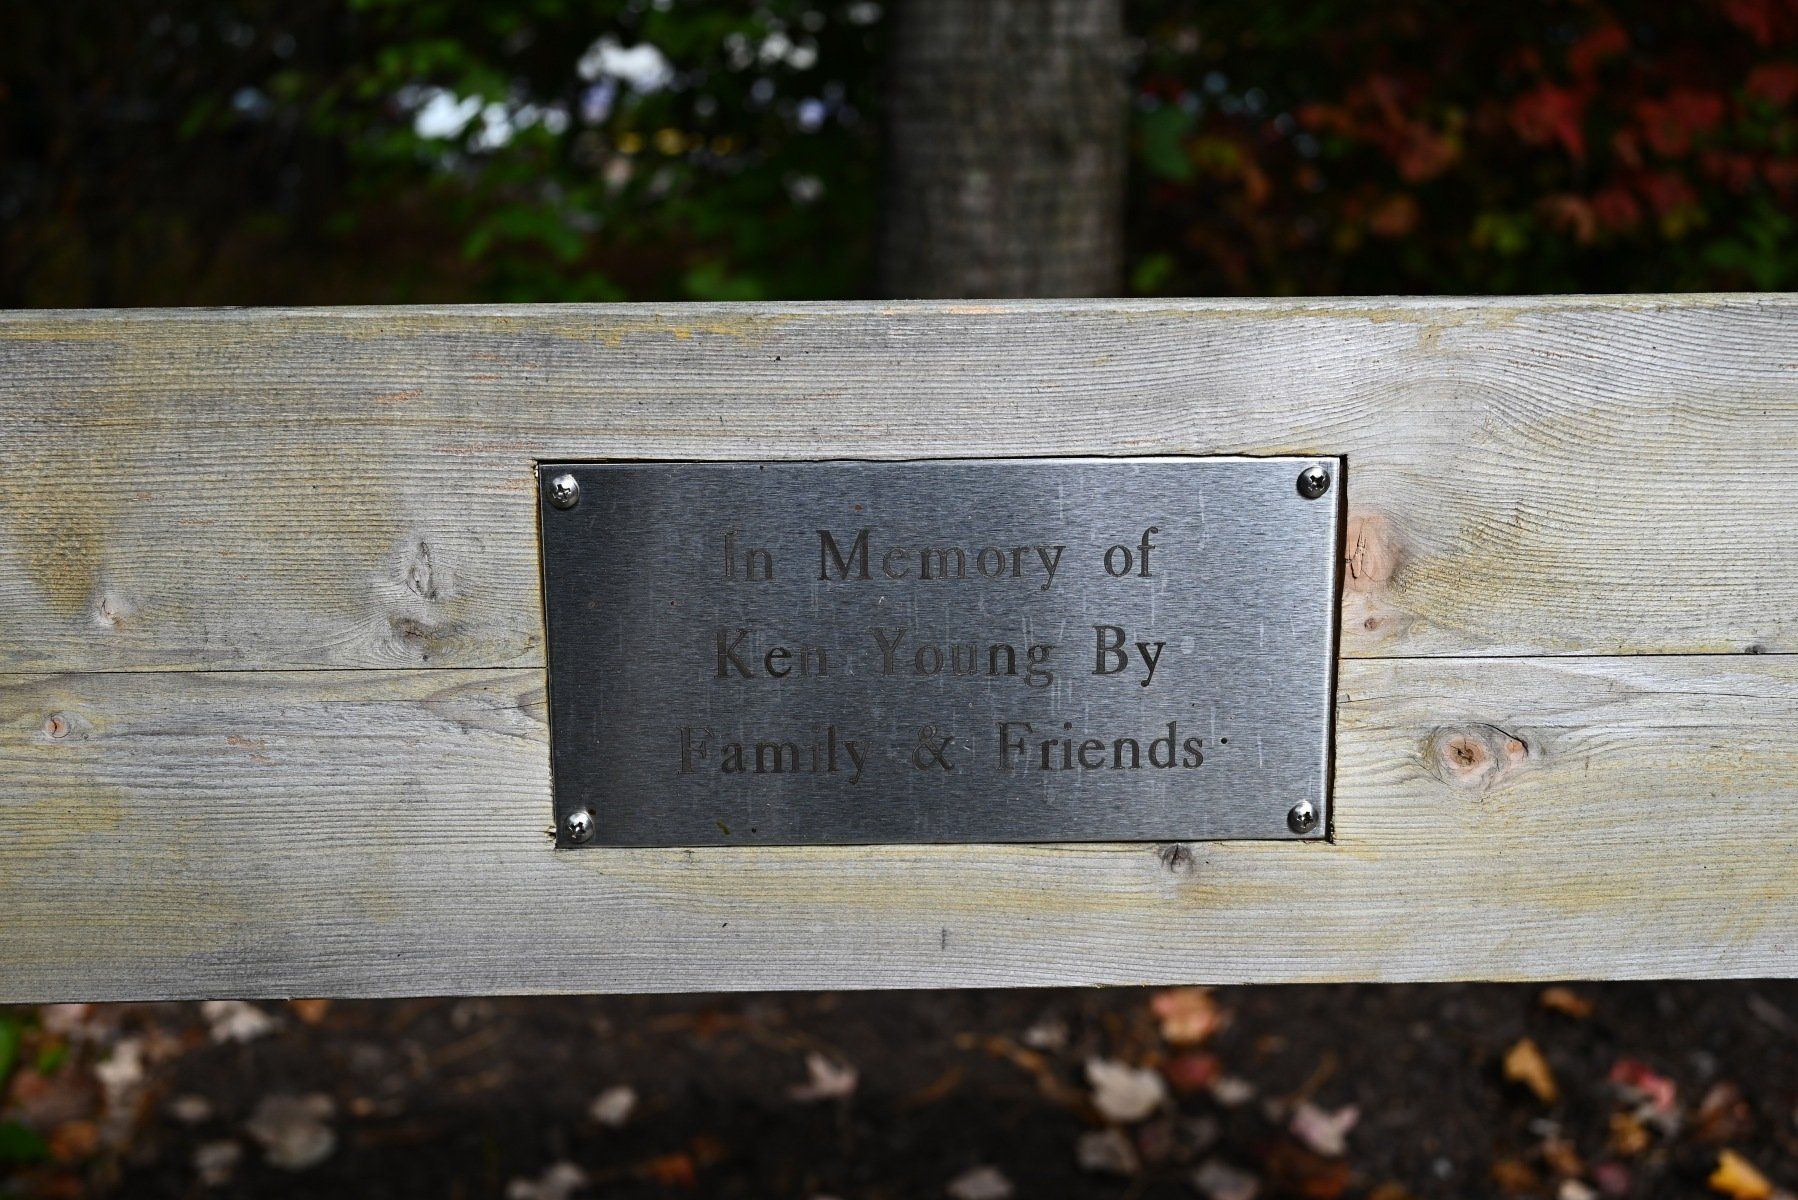 In Memory of
Ken Young By
Family & Friends